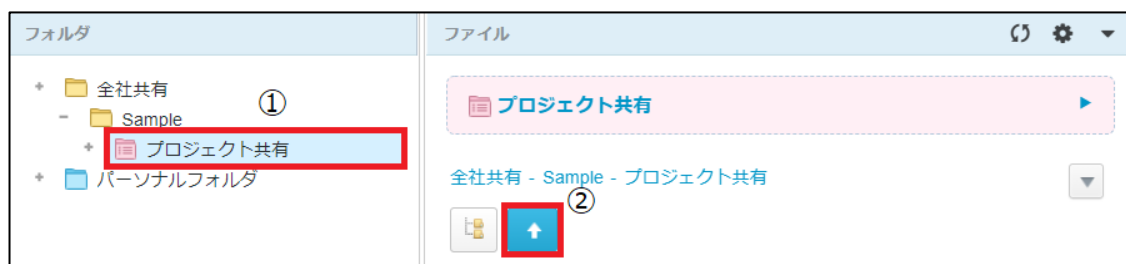 フォルダ
全社共有
①
Sample
プロジェクト共有
パーソナルフォルダ
ファイル
プロジェクト共有
全社共有 - Sample - プロジェクト共有
②